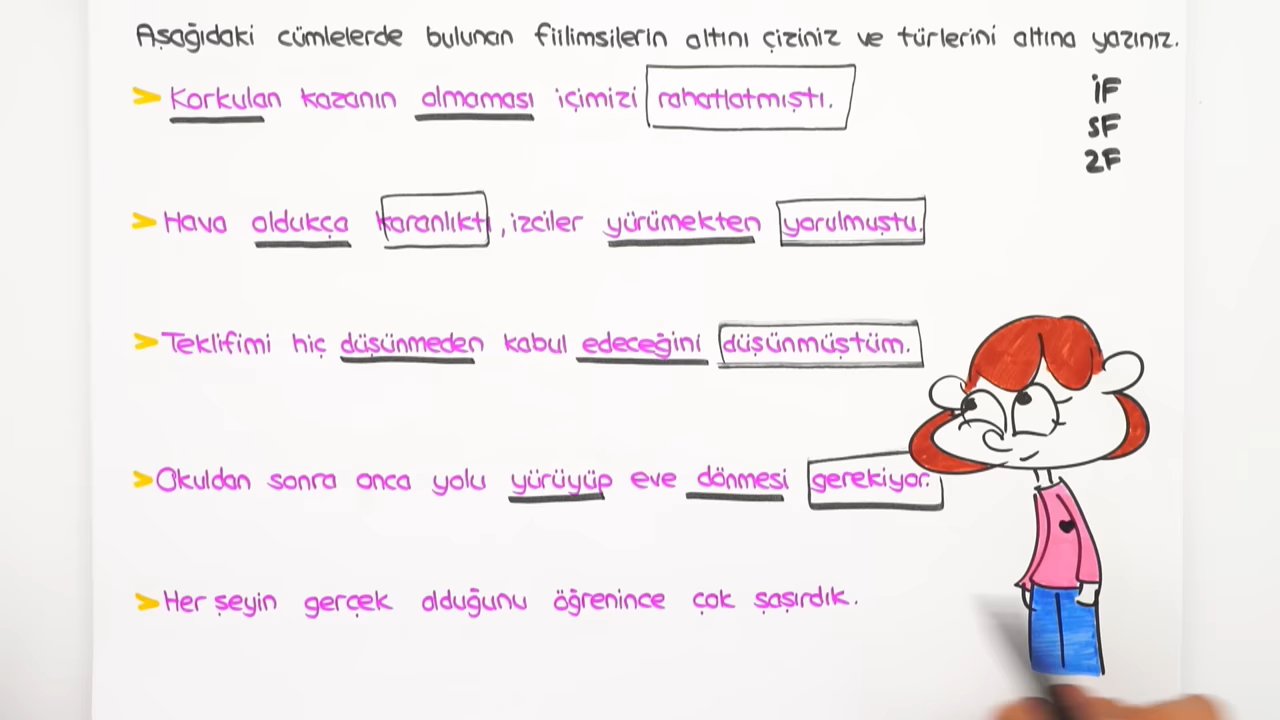 Aşağıdaki cümlelerde bulunan fiilimsilerin altını çiziniz ve türlerini altına yazınız.
> Korkulan kazanın olmaması içimizi rahatlatmıştı.
İF
SF
ZF
> Hava oldukça karanlıktı, izciler yürümekten yorulmuştu.
> Teklifimi hiç düşünmeden kabul edeceğini düşünmüştüm.
> Okuldan sonra onca yolu yürüyüp eve dönmesi gerekiyor.
> Her şeyin gerçek olduğunu öğrenince çok şaşırdık.